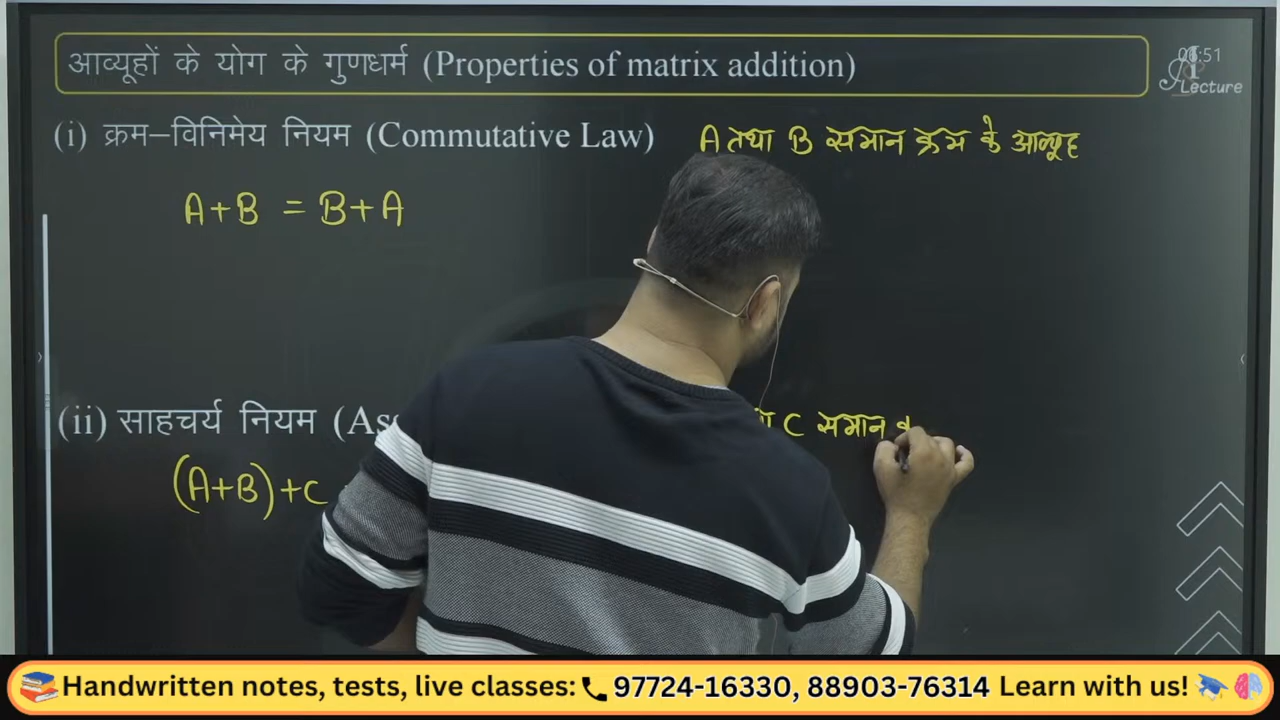 आव्यूहों के योग के गुणधर्म (Properties of matrix addition)
06:51
Lecture
(i) क्रम–विनिमेय नियम (Commutative Law) A तथा B समान क्रम के आव्यूह
A+B = B+A
(ii) साहचर्य नियम (Ass
C समान
(A+B)+C
Handwritten notes, tests, live classes: 97724-16330, 88903-76314 Learn with us!